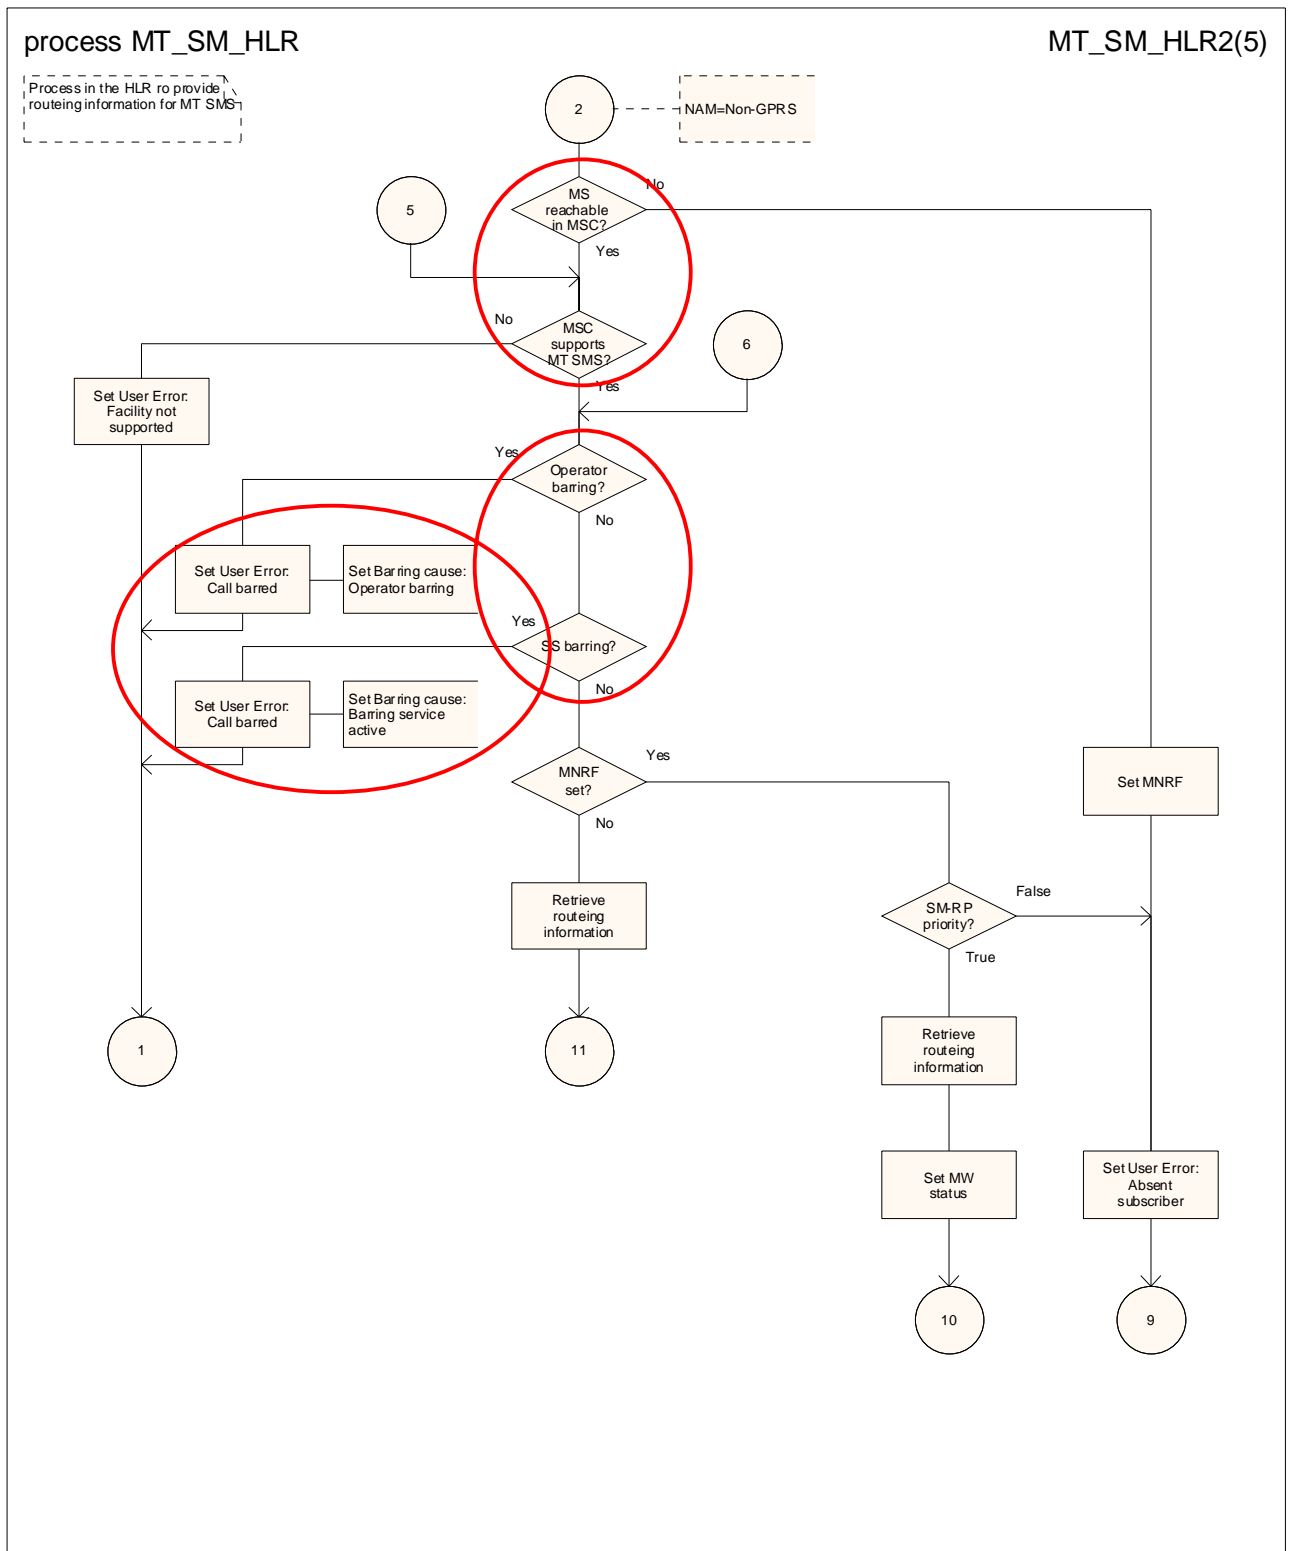 process MT_SM_HLR
MT_SM_HLR2(5)
Process in the HLR ro provide
routeing information for MT SMS
2
NAM=Non-GPRS
5
MS
reachable
in MSC?
No
Yes
No
MSC
supports
MT SMS?
6
Yes
Set User Error:
Facility not
supported
Yes
Operator
barring?
No
Set User Error:
Call barred
Set Barring cause:
Operator barring
Yes
SS barring?
No
Set User Error:
Call barred
Set Barring cause:
Barring service
active
MNRF
set?
Yes
No
Set MNRF
Retrieve
routeing
information
SM-RP
priority?
False
True
1
11
Retrieve
routeing
information
Set MW
status
Set User Error:
Absent
subscriber
10
9